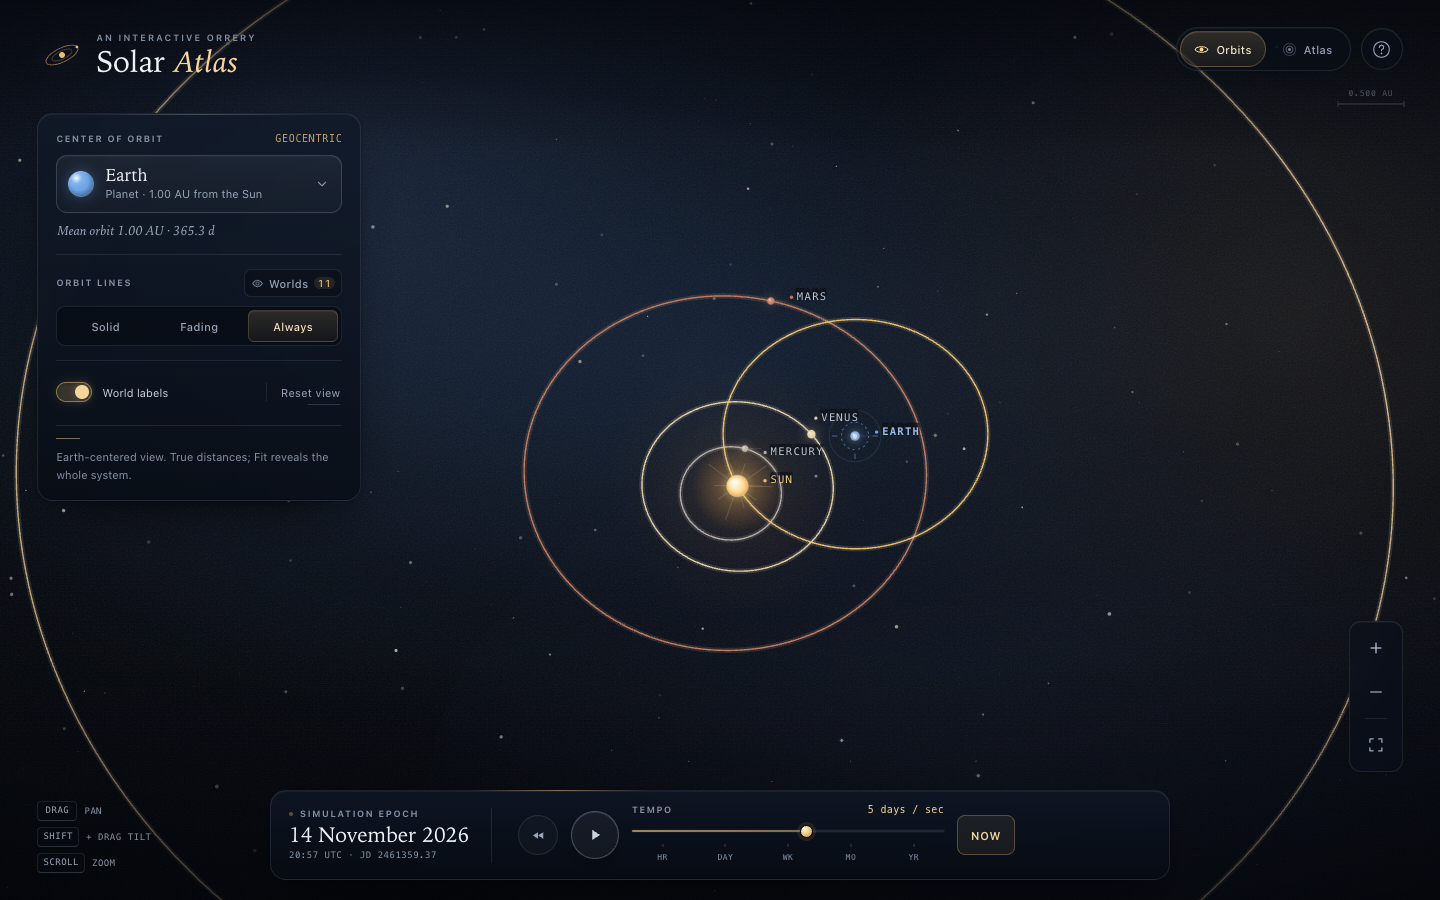 AN INTERACTIVE ORRERY
Solar Atlas
Orbits
Atlas
0.500 AU
CENTER OF ORBIT
GEOCENTRIC
Earth
Planet · 1.00 AU from the Sun
Mean orbit 1.00 AU · 365.3 d
ORBIT LINES
Worlds 11
Solid
Fading
Always
World labels
Reset view
Earth-centered view. True distances; Fit reveals the
whole system.
MARS
VENUS
EARTH
MERCURY
SUN
DRAG PAN
SHIFT + DRAG TILT
SCROLL ZOOM
SIMULATION EPOCH
14 November 2026
20:57 UTC · JD 2461359.37
TEMPO
5 days / sec
HR
DAY
WK
MO
YR
NOW